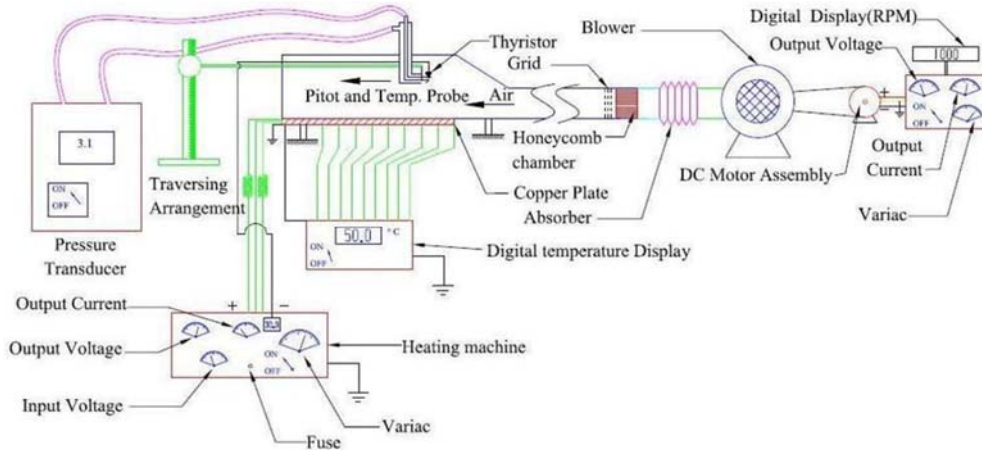 Digital Display(RPM)
Blower
Output Voltage
1000
Thyristor
Grid
Pitot and Temp. Probe
Air
+
−
ON
OFF
3.1
Honeycomb
chamber
DC Motor Assembly
Output
Current
Traversing
Arrangement
ON
OFF
Copper Plate
Absorber
Variac
Pressure
Transducer
50.0
°C
ON
OFF
Digital temperature Display
Output Current
+
−
Output Voltage
ON
OFF
Heating machine
Input Voltage
Fuse
Variac